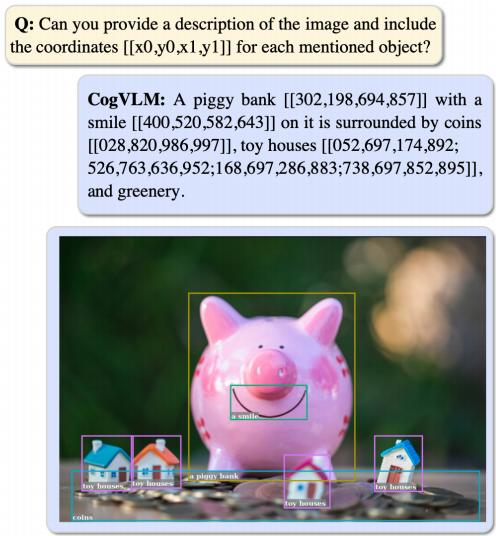 Q: Can you provide a description of the image and include
the coordinates [[x0,y0,x1,y1]] for each mentioned object?
CogVLM: A piggy bank [[302,198,694,857]] with a
smile [[400,520,582,643]] on it is surrounded by coins
[[028,820,986,997]], toy houses [[052,697,174,892;
526,763,636,952;168,697,286,883;738,697,852,895]],
and greenery.
a smile
a piggy bank
toy houses
toy houses
toy houses
toy houses
coins